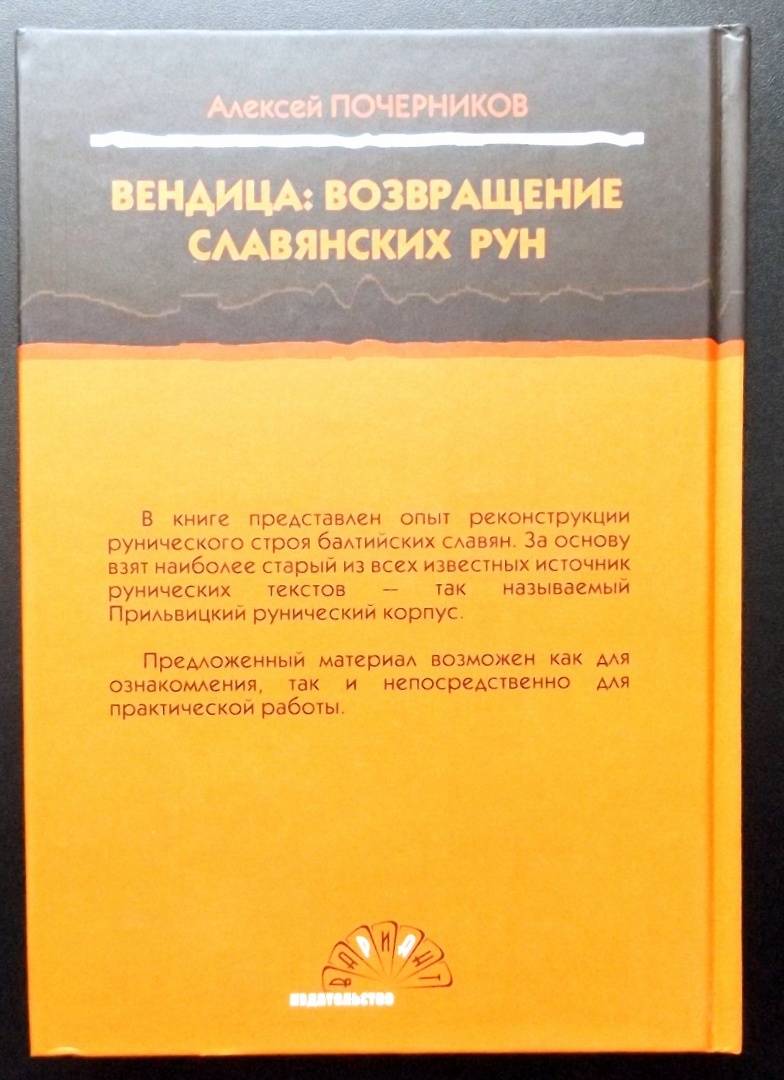 Алексей ПОЧЕРНИКОВ
ВЕНДИЦА: ВОЗВРАЩЕНИЕ
СЛАВЯНСКИХ РУН
В книге представлен опыт реконструкции
рунического строя балтийских славян. За основу
взят наиболее старый из всех известных источник
рунических текстов – так называемый
Прильвицкий рунический корпус.
Предложенный материал возможен как для
ознакомления, так и непосредственно для
практической работы.
ВАРИАНТ
ИЗДАТЕЛЬСТВО